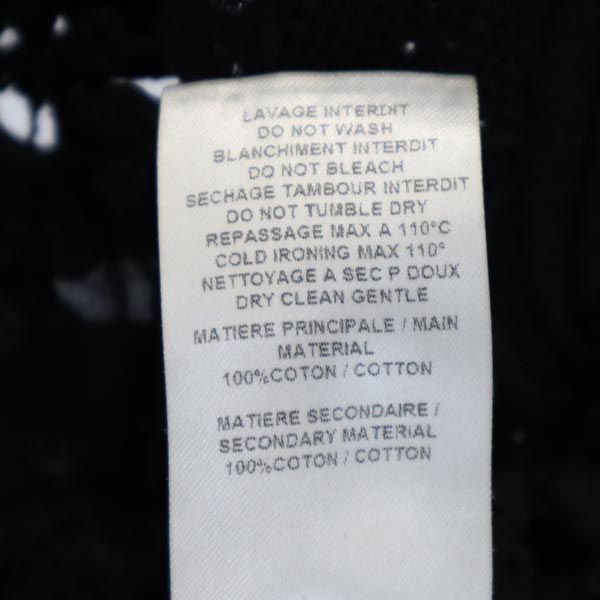 LAVAGE INTERDIT
DO NOT WASH
BLANCHIMENT INTERDIT
DO NOT BLEACH
SECHAGE TAMBOUR INTERDIT
DO NOT TUMBLE DRY
REPASSAGE MAX A 110°C
COLD IRONING MAX 110°
NETTOYAGE A SEC P DOUX
DRY CLEAN GENTLE
MATIERE PRINCIPALE / MAIN
MATERIAL
100%COTON / COTTON
MATIERE SECONDAIRE /
SECONDARY MATERIAL
100%COTON / COTTON